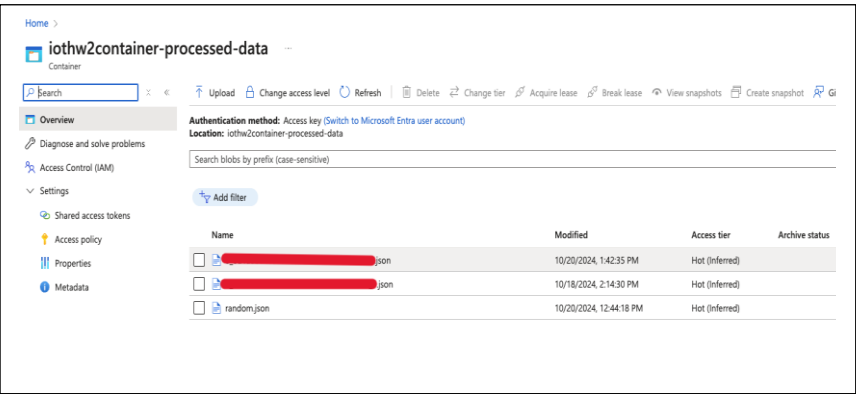 Home >
iothw2container-processed-data ...
Container
Search
Upload Change access level Refresh Delete Change tier Acquire lease Break lease View snapshots Create snapshot Gi
Overview
Diagnose and solve problems
Access Control (IAM)
Settings
Shared access tokens
Access policy
Properties
Metadata
Authentication method: Access key (Switch to Microsoft Entra user account)
Location: iothw2container-processed-data
Search blobs by prefix (case-sensitive)
Add filter
Name Modified Access tier Archive status
.json 10/20/2024, 1:42:35 PM Hot (Inferred)
.json 10/18/2024, 2:14:30 PM Hot (Inferred)
random.json 10/20/2024, 12:44:18 PM Hot (Inferred)